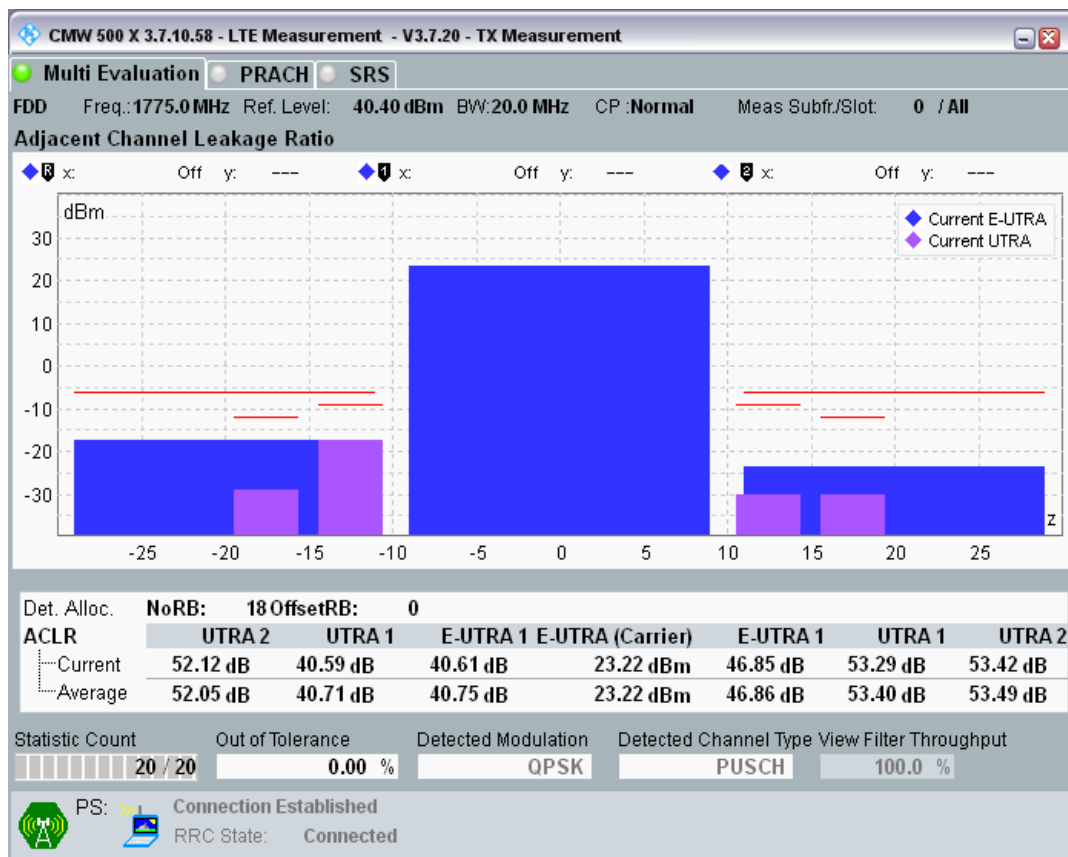 CMW 500 X 3.7.10.58 - LTE Measurement - V3.7.20 - TX Measurement
Multi Evaluation PRACH SRS
FDD Freq.:1775.0 MHz Ref. Level: 40.40 dBm BW:20.0 MHz CP :Normal Meas Subfr./Slot: 0 / All
Adjacent Channel Leakage Ratio
R x: Off y: --- 1 x: Off y: --- 2 x: Off y: ---
dBm
Current E-UTRA
Current UTRA
30
20
10
0
-10
-20
-30
z
-25 -20 -15 -10 -5 0 5 10 15 20 25
Det. Alloc. NoRB: 18 OffsetRB: 0
ACLR UTRA 2 UTRA 1 E-UTRA 1 E-UTRA (Carrier) E-UTRA 1 UTRA 1 UTRA 2
Current 52.12 dB 40.59 dB 40.61 dB 23.22 dBm 46.85 dB 53.29 dB 53.42 dB
Average 52.05 dB 40.71 dB 40.75 dB 23.22 dBm 46.86 dB 53.40 dB 53.49 dB
Statistic Count Out of Tolerance Detected Modulation Detected Channel Type View Filter Throughput
20 / 20 0.00 % QPSK PUSCH 100.0 %
PS: Connection Established
RRC State: Connected